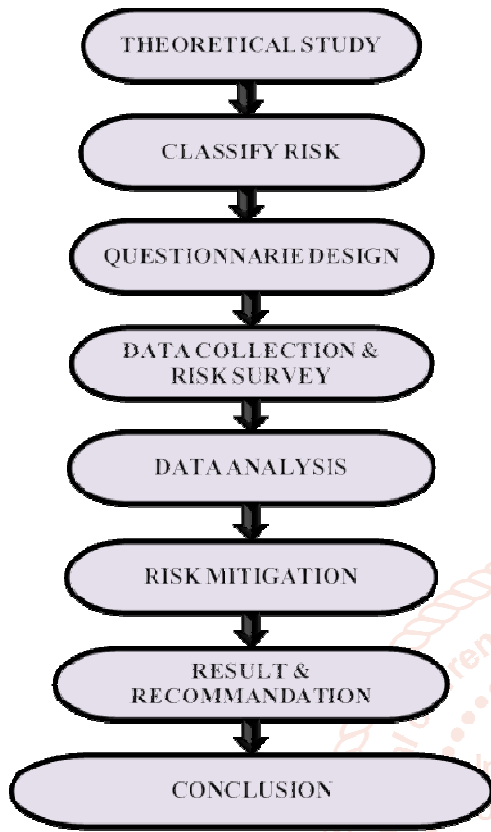 THEORETICAL STUDY
CLASSIFY RISK
QUESTIONNARIE DESIGN
DATA COLLECTION &
RISK SURVEY
DATA ANALYSIS
RISK MITIGATION
RESULT &
RECOMMANDATION
CONCLUSION